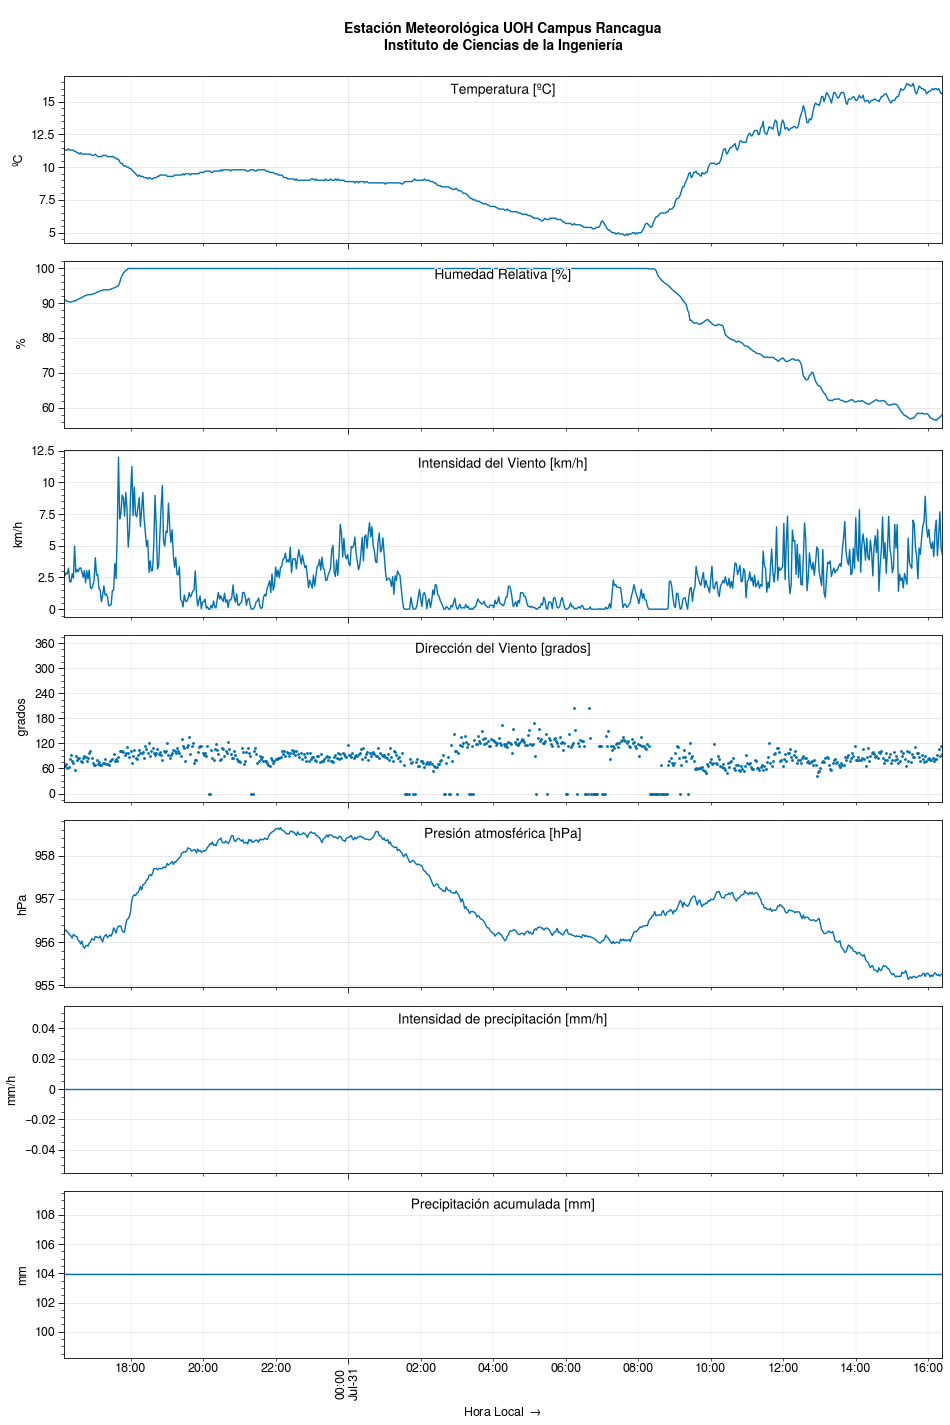 Estación Meteorológica UOH Campus Rancagua
Instituto de Ciencias de la Ingeniería
Temperatura [ºC]
15
12.5
10
7.5
5
ºC
Humedad Relativa [%]
100
90
80
70
60
%
Intensidad del Viento [km/h]
12.5
10
7.5
5
2.5
0
km/h
Dirección del Viento [grados]
360
300
240
180
120
60
0
grados
Presión atmosférica [hPa]
958
957
956
955
hPa
Intensidad de precipitación [mm/h]
0.04
0.02
0
−0.02
−0.04
mm/h
Precipitación acumulada [mm]
108
106
104
102
100
mm
18:00 20:00 22:00 00:00 02:00 04:00 06:00 08:00 10:00 12:00 14:00 16:00
Jul-31
Hora Local →